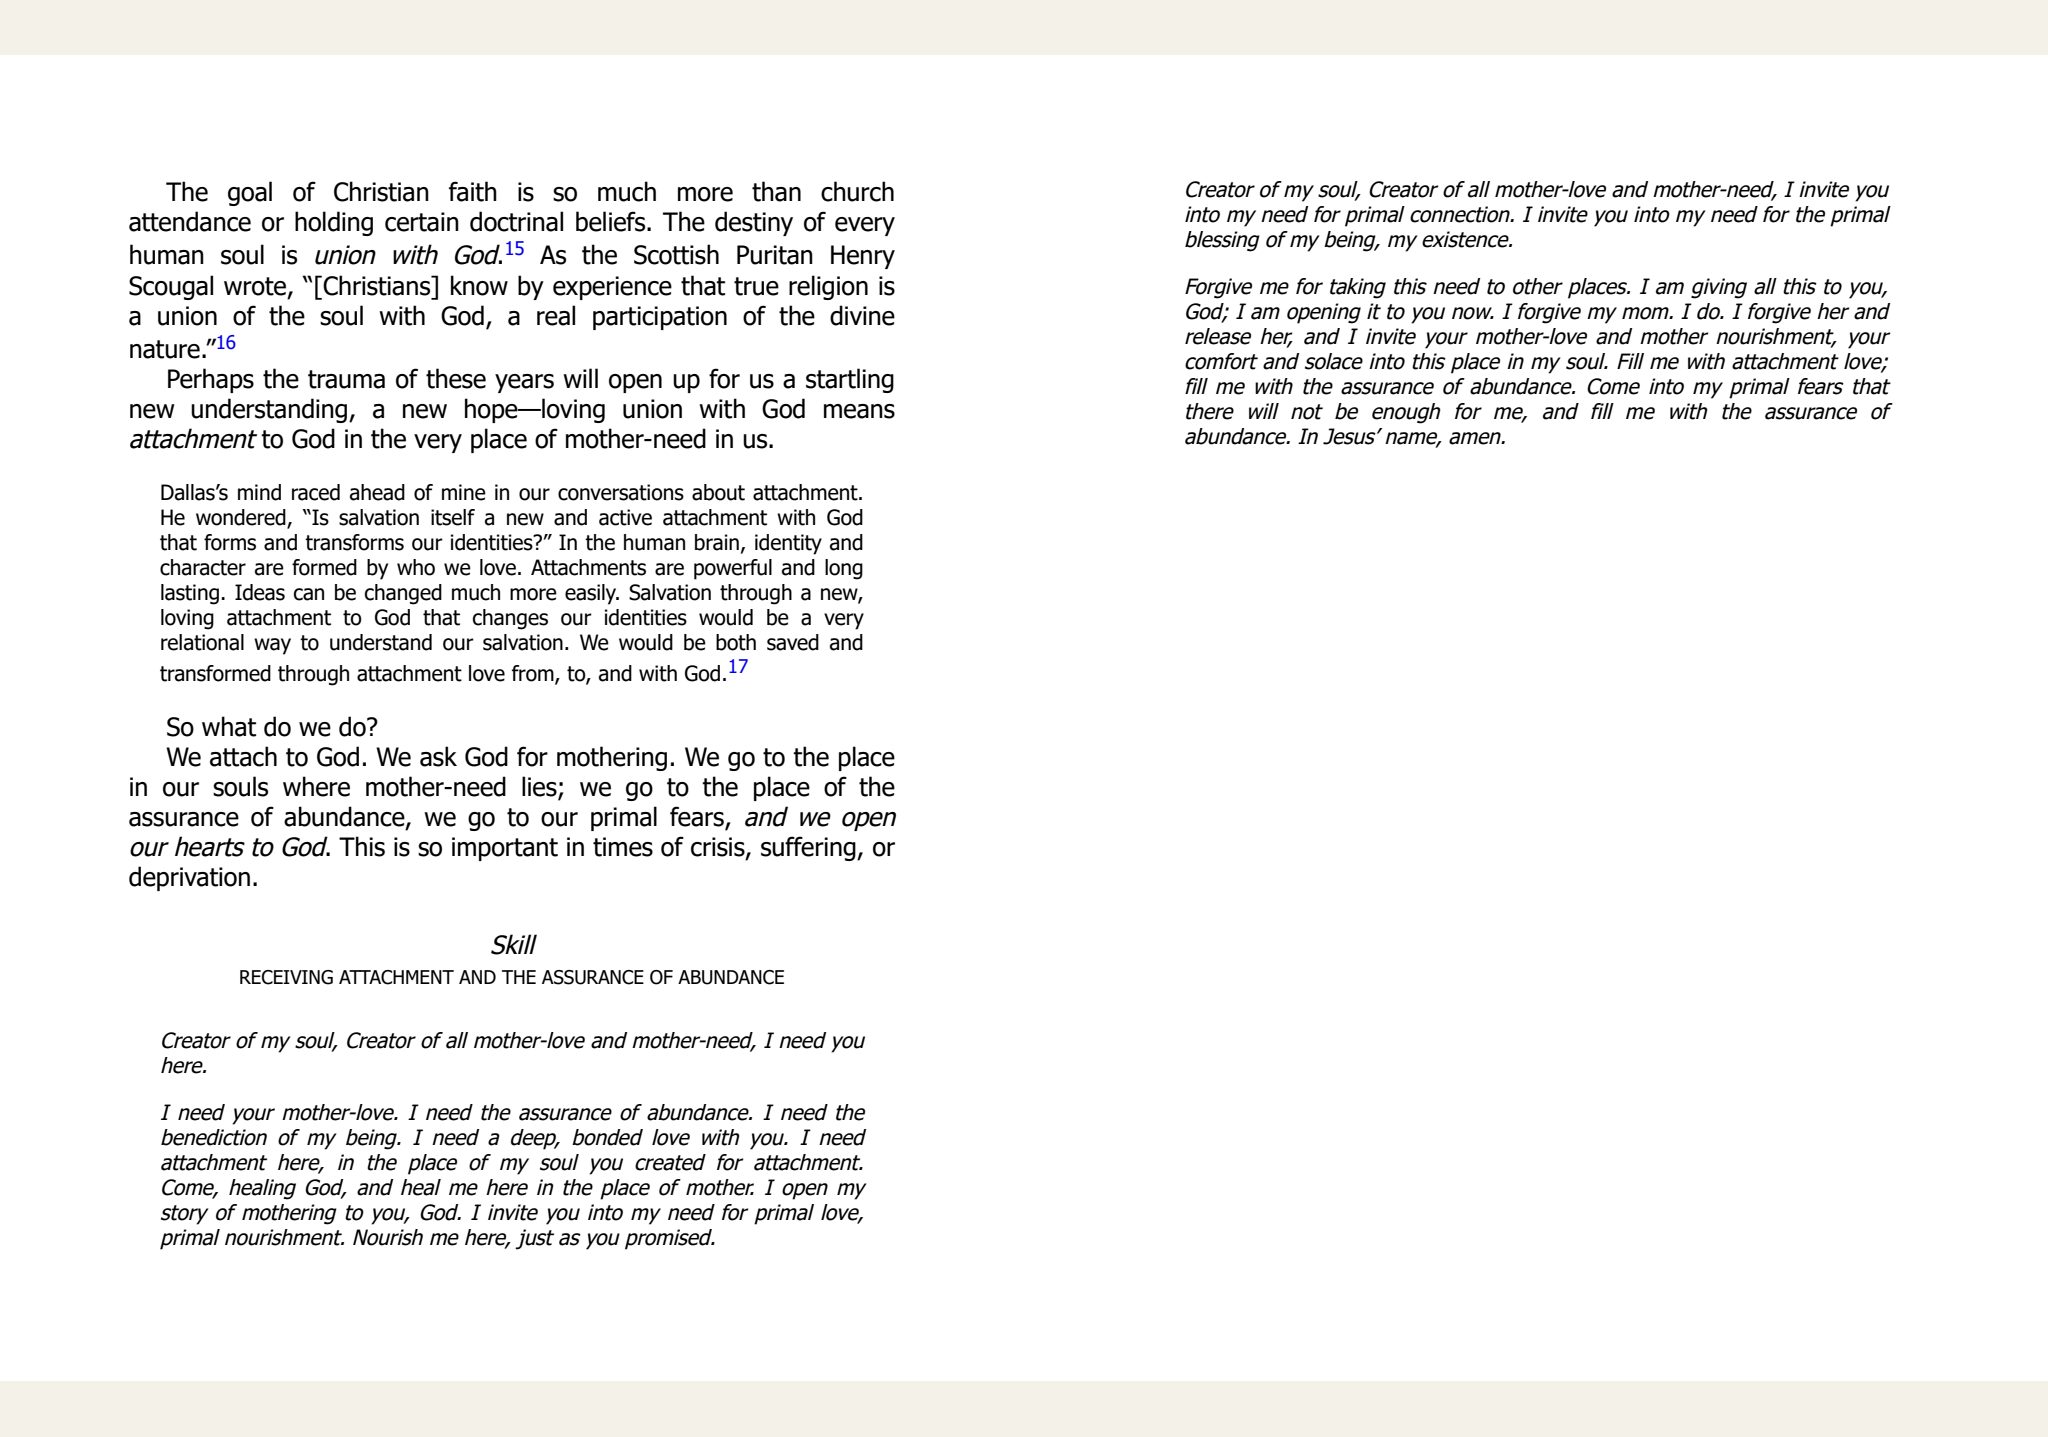 The goal of Christian faith is so much more than church
attendance or holding certain doctrinal beliefs. The destiny of every
human soul is union with God.15 As the Scottish Puritan Henry
Scougal wrote, “[Christians] know by experience that true religion is
a union of the soul with God, a real participation of the divine
nature.”16
Perhaps the trauma of these years will open up for us a startling
new understanding, a new hope—loving union with God means
attachment to God in the very place of mother-need in us.
Dallas’s mind raced ahead of mine in our conversations about attachment.
He wondered, “Is salvation itself a new and active attachment with God
that forms and transforms our identities?” In the human brain, identity and
character are formed by who we love. Attachments are powerful and long
lasting. Ideas can be changed much more easily. Salvation through a new,
loving attachment to God that changes our identities would be a very
relational way to understand our salvation. We would be both saved and
transformed through attachment love from, to, and with God.17
So what do we do?
We attach to God. We ask God for mothering. We go to the place
in our souls where mother-need lies; we go to the place of the
assurance of abundance, we go to our primal fears, and we open
our hearts to God. This is so important in times of crisis, suffering, or
deprivation.
Skill
RECEIVING ATTACHMENT AND THE ASSURANCE OF ABUNDANCE
Creator of my soul, Creator of all mother-love and mother-need, I need you
here.
I need your mother-love. I need the assurance of abundance. I need the
benediction of my being. I need a deep, bonded love with you. I need
attachment here, in the place of my soul you created for attachment.
Come, healing God, and heal me here in the place of mother. I open my
story of mothering to you, God. I invite you into my need for primal love,
primal nourishment. Nourish me here, just as you promised.
Creator of my soul, Creator of all mother-love and mother-need, I invite you
into my need for primal connection. I invite you into my need for the primal
blessing of my being, my existence.
Forgive me for taking this need to other places. I am giving all this to you,
God; I am opening it to you now. I forgive my mom. I do. I forgive her and
release her, and I invite your mother-love and mother nourishment, your
comfort and solace into this place in my soul. Fill me with attachment love;
fill me with the assurance of abundance. Come into my primal fears that
there will not be enough for me, and fill me with the assurance of
abundance. In Jesus’ name, amen.